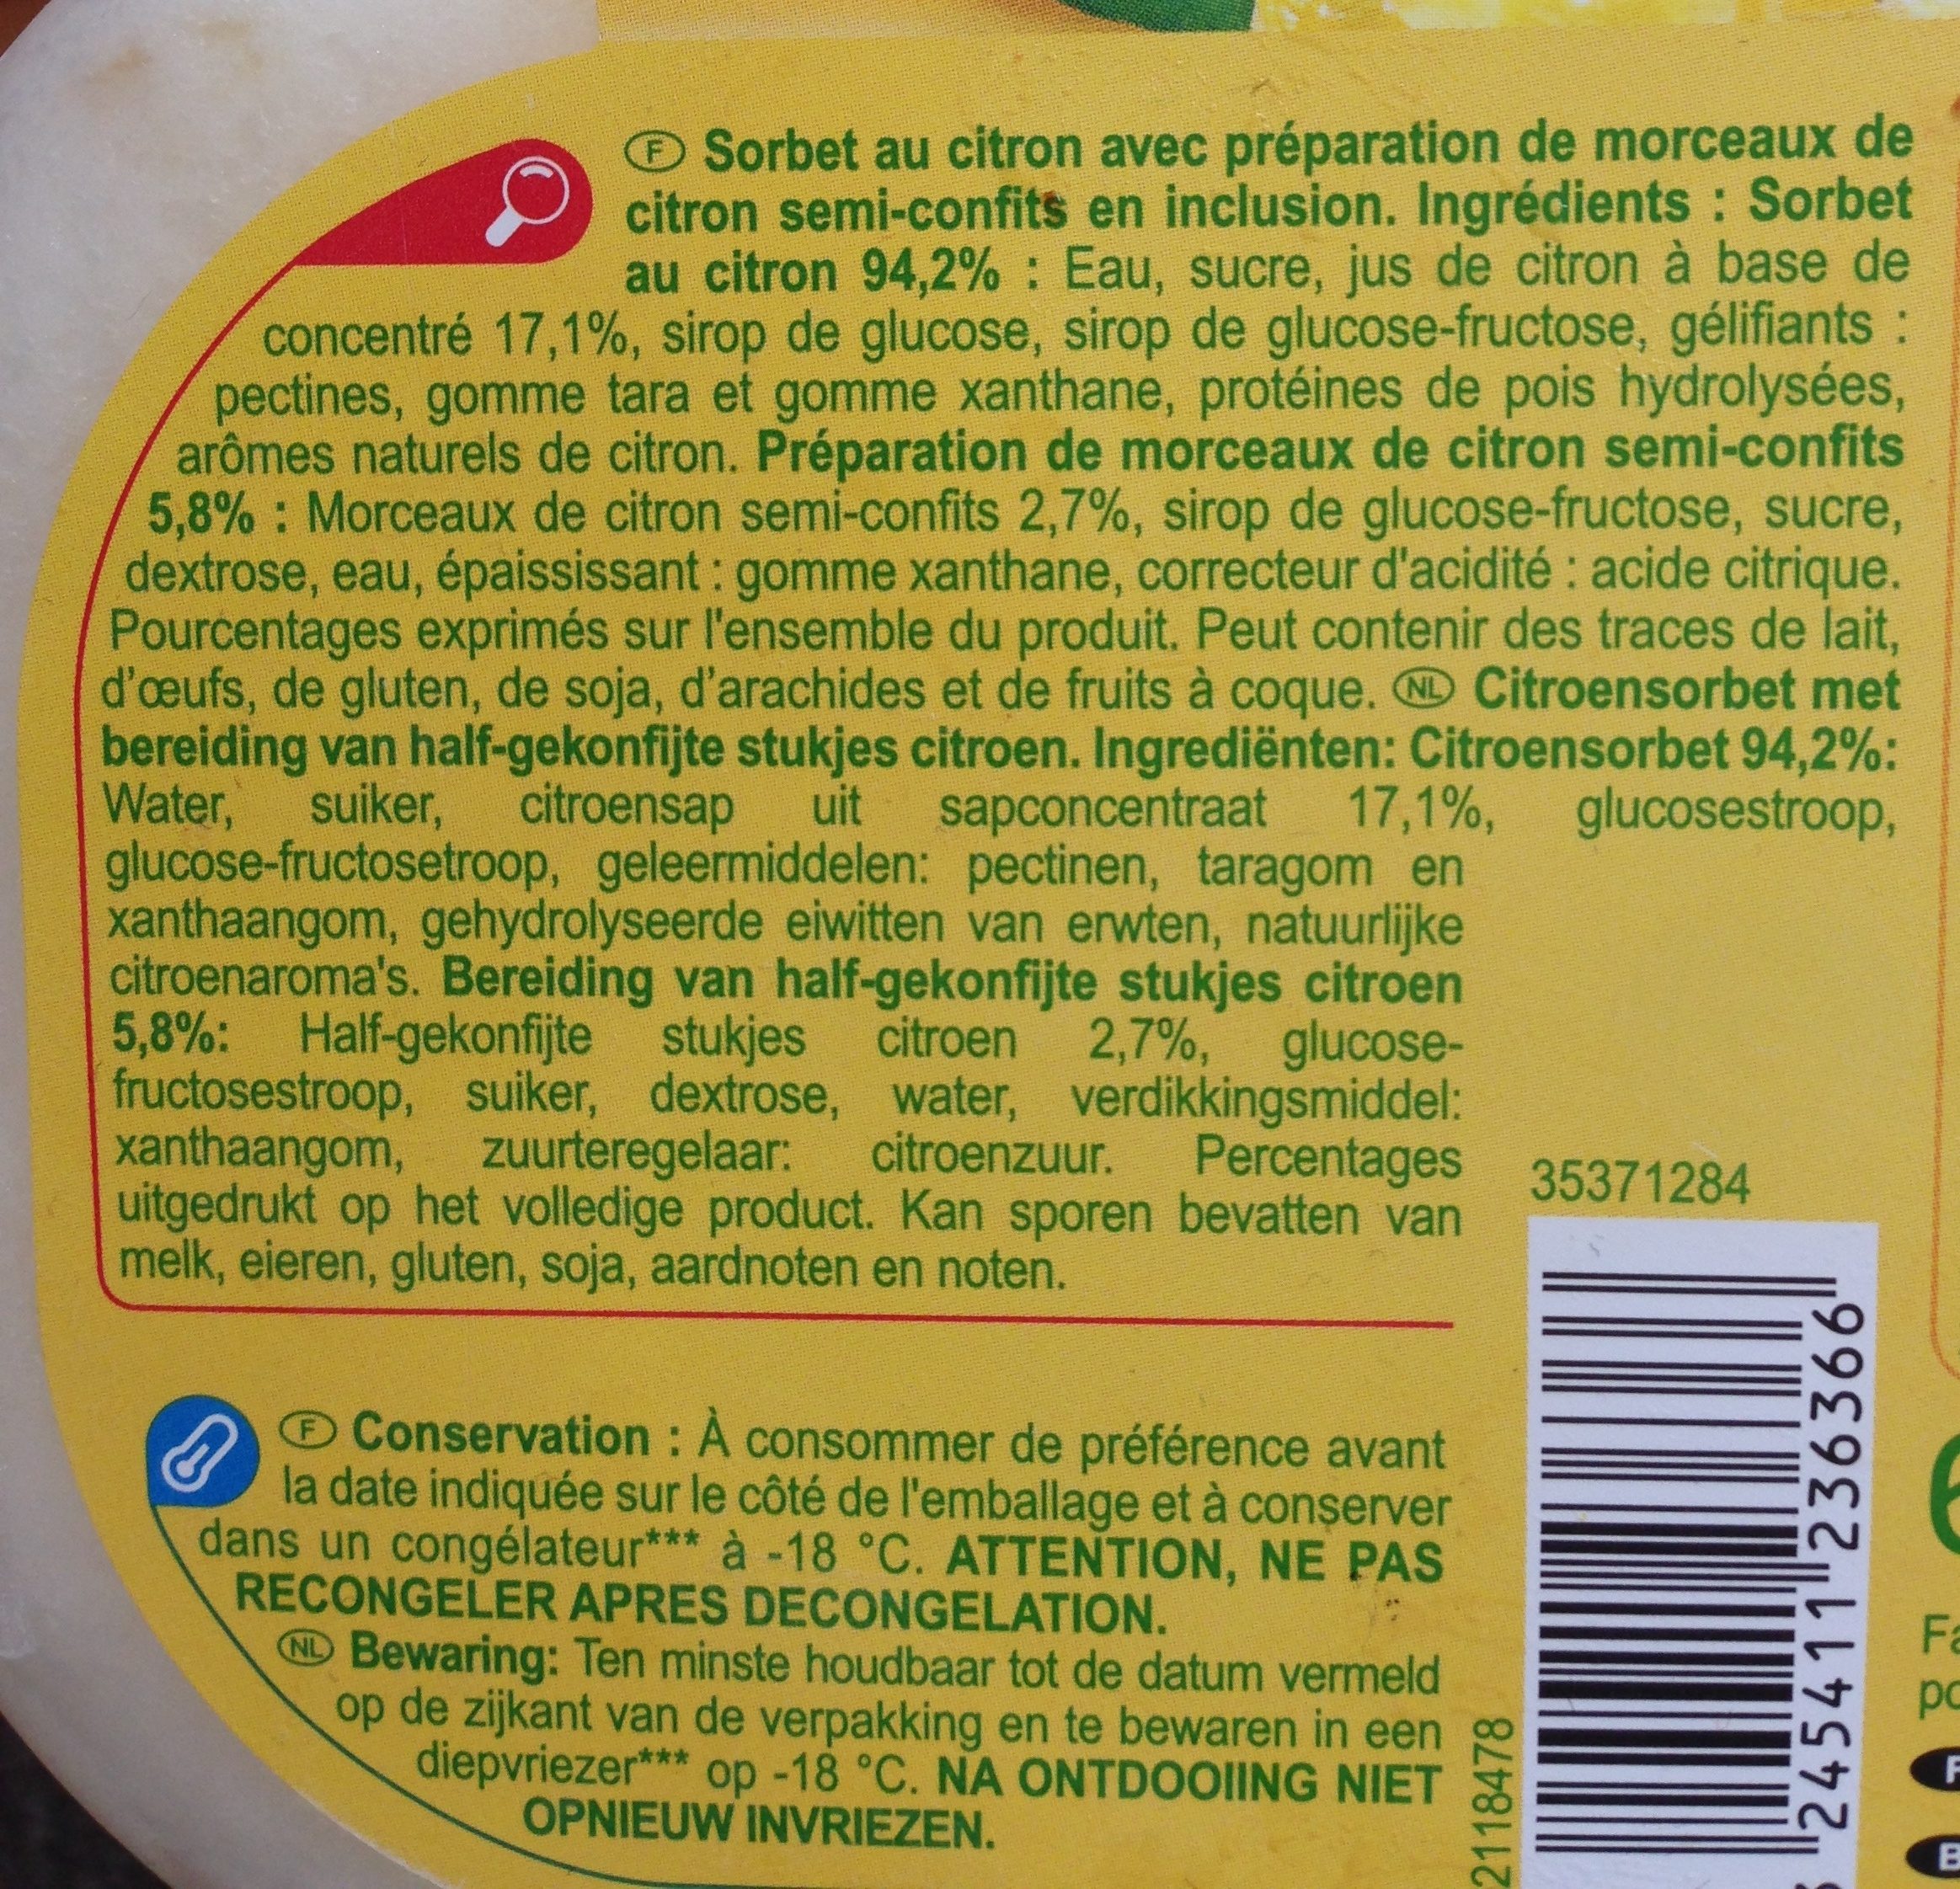 Ⓕ Sorbet au citron avec préparation de morceaux de
citron semi-confits en inclusion. Ingrédients : Sorbet
au citron 94,2% : Eau, sucre, jus de citron à base de
concentré 17,1%, sirop de glucose, sirop de glucose-fructose, gélifiants :
pectines, gomme tara et gomme xanthane, protéines de pois hydrolysées,
arômes naturels de citron. Préparation de morceaux de citron semi-confits
5,8% : Morceaux de citron semi-confits 2,7%, sirop de glucose-fructose, sucre,
dextrose, eau, épaississant : gomme xanthane, correcteur d'acidité : acide citrique.
Pourcentages exprimés sur l'ensemble du produit. Peut contenir des traces de lait,
d’œufs, de gluten, de soja, d’arachides et de fruits à coque. NL Citroensorbet met
bereiding van half-gekonfijte stukjes citroen. Ingrediënten: Citroensorbet 94,2%:
Water, suiker, citroensap uit sapconcentraat 17,1%, glucosestroop,
glucose-fructosetroop, geleermiddelen: pectinen, taragom en
xanthaangom, gehydrolyseerde eiwitten van erwten, natuurlijke
citroenaroma's. Bereiding van half-gekonfijte stukjes citroen
5,8%: Half-gekonfijte stukjes citroen 2,7%, glucose-
fructosestroop, suiker, dextrose, water, verdikkingsmiddel:
xanthaangom, zuurteregelaar: citroenzuur. Percentages
uitgedrukt op het volledige product. Kan sporen bevatten van
melk, eieren, gluten, soja, aardnoten en noten.
35371284
Ⓕ Conservation : À consommer de préférence avant
la date indiquée sur le côté de l'emballage et à conserver
dans un congélateur*** à -18 °C. ATTENTION, NE PAS
RECONGELER APRES DECONGELATION.
NL Bewaring: Ten minste houdbaar tot de datum vermeld
op de zijkant van de verpakking en te bewaren in een
diepvriezer*** op -18 °C. NA ONTDOOIING NIET
OPNIEUW INVRIEZEN.
2118478
245411 236366